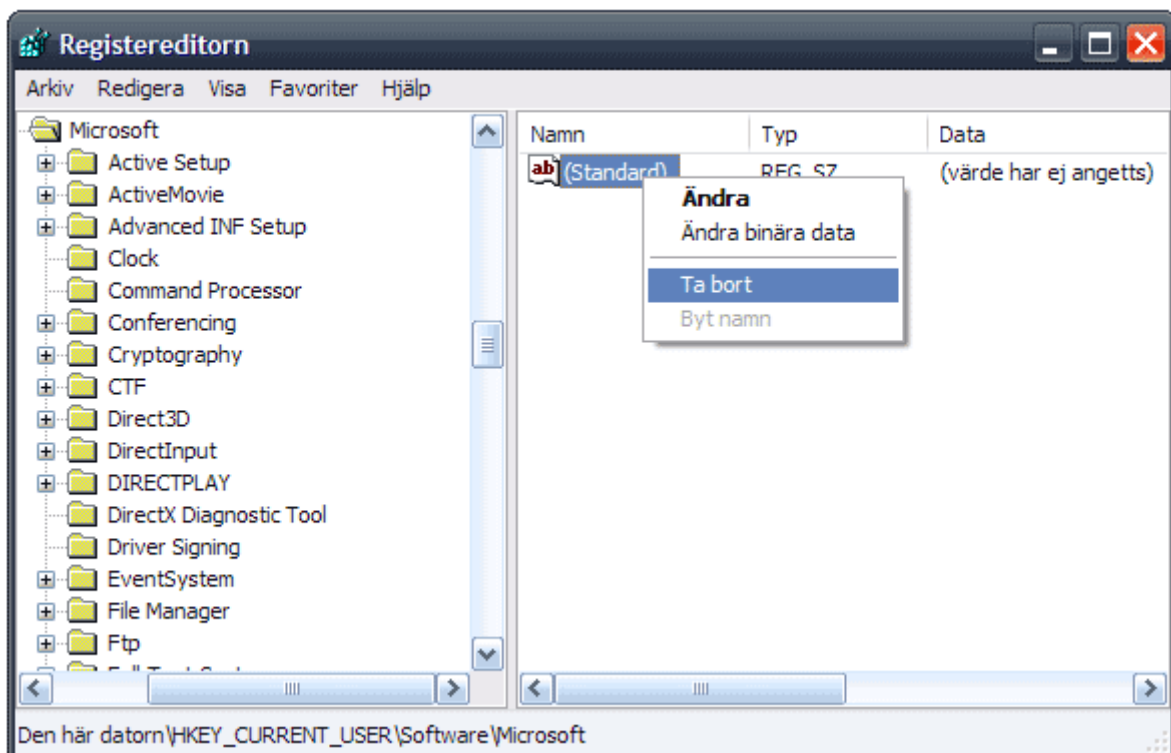 Registereditorn
Arkiv Redigera Visa Favoriter Hjälp
Microsoft
Active Setup
ActiveMovie
Advanced INF Setup
Clock
Command Processor
Conferencing
Cryptography
CTF
Direct3D
DirectInput
DIRECTPLAY
DirectX Diagnostic Tool
Driver Signing
EventSystem
File Manager
Ftp
Namn Typ Data
ab (Standard) REG_SZ (värde har ej angetts)
Ändra
Ändra binära data
Ta bort
Byt namn
Den här datorn\HKEY_CURRENT_USER\Software\Microsoft